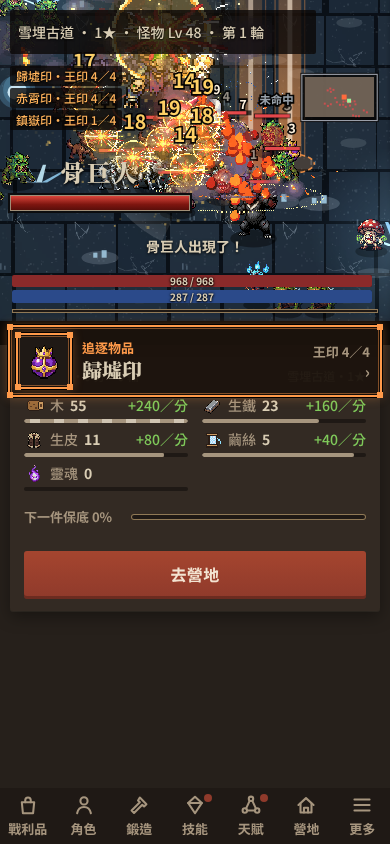 雪埋古道 · 1★ · 怪物 Lv 48 · 第 1 輪
17
歸墟印 · 王印 4／4
赤霄印 · 王印 4／4
鎮嶽印 · 王印 1／4
14
19
9
4
7
未命中
19
18
18
3
14
1
骨巨人
骨巨人出現了！
968 / 968
287 / 287
追逐物品
歸墟印
王印 4／4
›
木 55 +240／分
生鐵 23 +160／分
生皮 11 +80／分
繭絲 5 +40／分
靈魂 0
下一件保底 0%
去營地
戰利品
角色
鍛造
技能
天賦
營地
更多